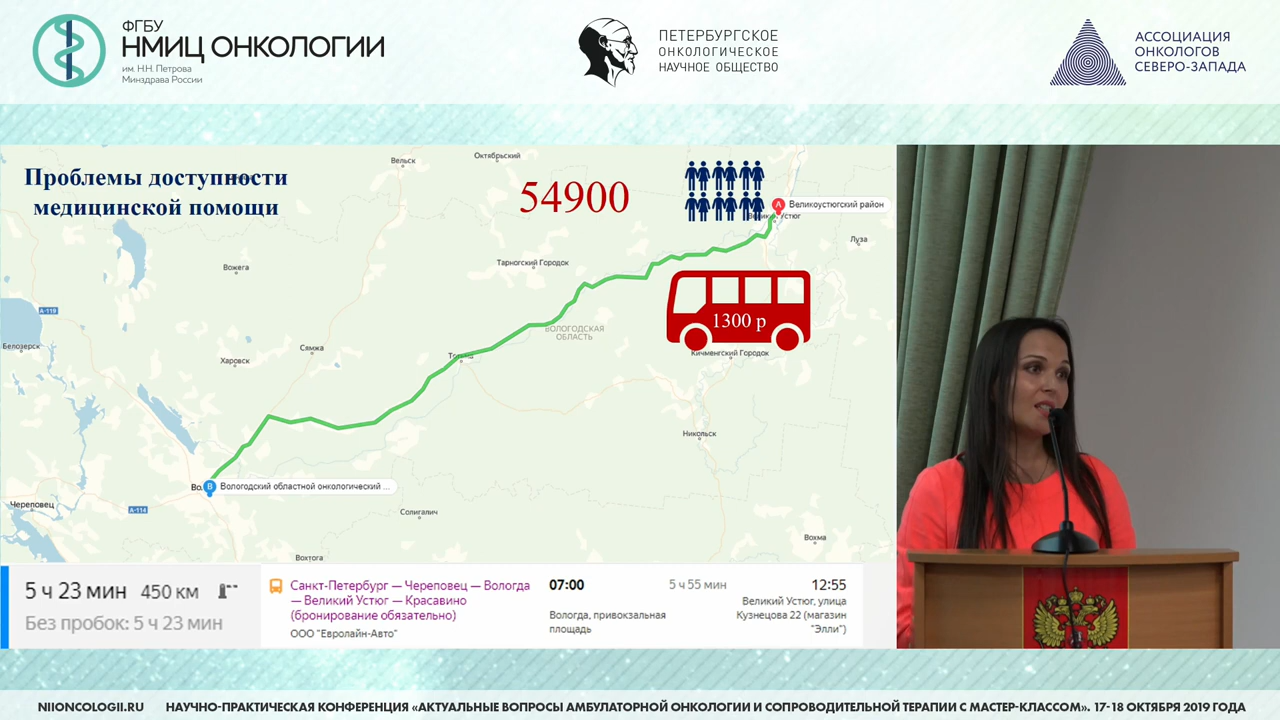 ФГБУ
НМИЦ ОНКОЛОГИИ
им. Н.Н. Петрова
Минздрава России
ПЕТЕРБУРГСКОЕ
ОНКОЛОГИЧЕСКОЕ
НАУЧНОЕ ОБЩЕСТВО
АССОЦИАЦИЯ
ОНКОЛОГОВ
СЕВЕРО-ЗАПАДА
Проблемы доступности
медицинской помощи
54900
Вельск
Октябрьский
А
Великоустюгский район
Луза
Вожега
Тарногский Городок
А-119
1300 р
ВОЛОГОДСКАЯ
ОБЛАСТЬ
Белозерск
Сямжа
Харовск
Кичменгский Городок
Никольск
В
Вологодский областной онкологический ...
Череповец
А-114
Солигалич
Вохтога
Вохма
5 ч 23 мин 450 км
Без пробок: 5 ч 23 мин
Санкт-Петербург — Череповец — Вологда
— Великий Устюг — Красавино
(бронирование обязательно)
ООО "Евролайн-Авто"
07:00 5 ч 55 мин 12:55
Вологда, привокзальная
площадь
Великий Устюг, улица
Кузнецова 22 (магазин
"Элли")
NIIONCOLOGII.RU НАУЧНО-ПРАКТИЧЕСКАЯ КОНФЕРЕНЦИЯ «АКТУАЛЬНЫЕ ВОПРОСЫ АМБУЛАТОРНОЙ ОНКОЛОГИИ И СОПРОВОДИТЕЛЬНОЙ ТЕРАПИИ С МАСТЕР-КЛАССОМ». 17-18 ОКТЯБРЯ 2019 ГОДА